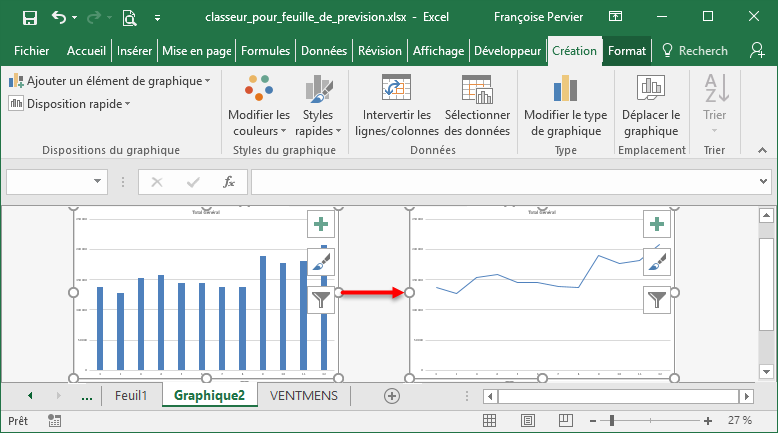 classeur_pour_feuille_de_prevision.xlsx - Excel Françoise Pervier
Fichier Accueil Insérer Mise en page Formules Données Révision Affichage Développeur Création Format Recherch
Ajouter un élément de graphique
Disposition rapide
Dispositions du graphique
Modifier les
couleurs
Styles
rapides
Styles du graphique
Intervertir les
lignes/colonnes
Sélectionner
des données
Données
Modifier le type
de graphique
Type
Déplacer le
graphique
Emplacement
Trier
Trier
fx
Total Général
Total Général
... Feuil1 Graphique2 VENTMENS
Prêt 27 %